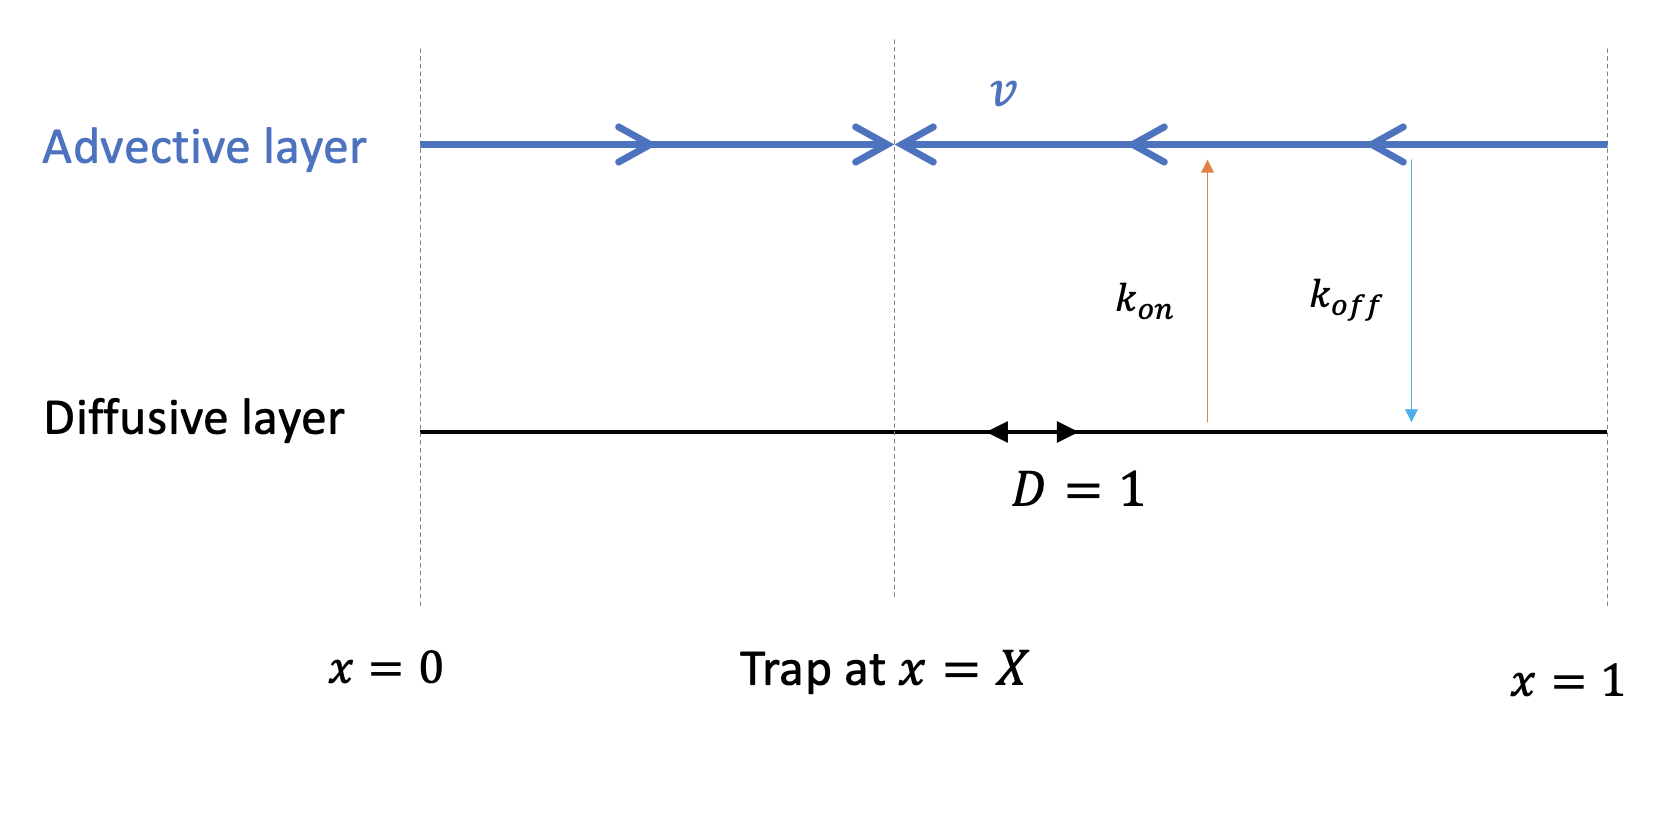 v
Advective layer
k_on
k_off
Diffusive layer
D = 1
x = 0
Trap at x = X
x = 1